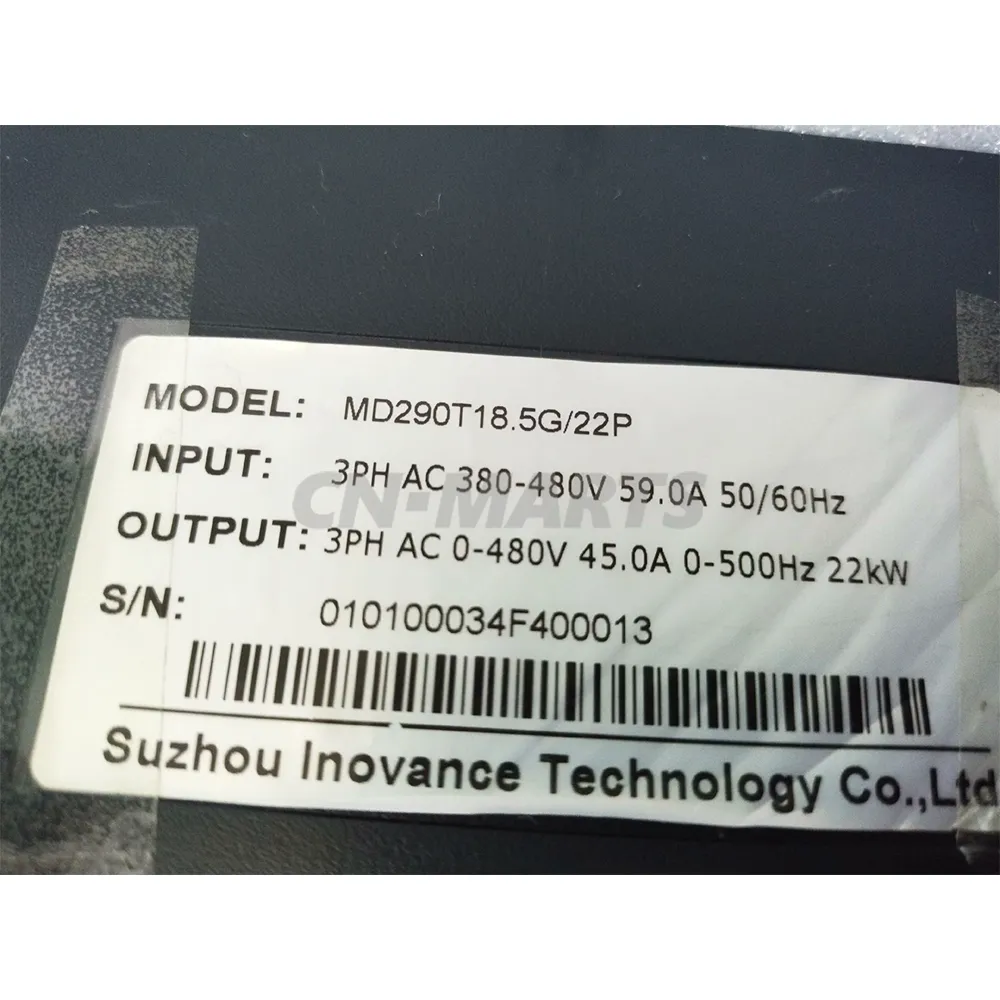 MODEL: MD290T18.5G/22P
INPUT: 3PH AC 380-480V 59.0A 50/60Hz
CN-MARTS
OUTPUT: 3PH AC 0-480V 45.0A 0-500Hz 22kW
S/N: 010100034F400013
Suzhou Inovance Technology Co.,Ltd